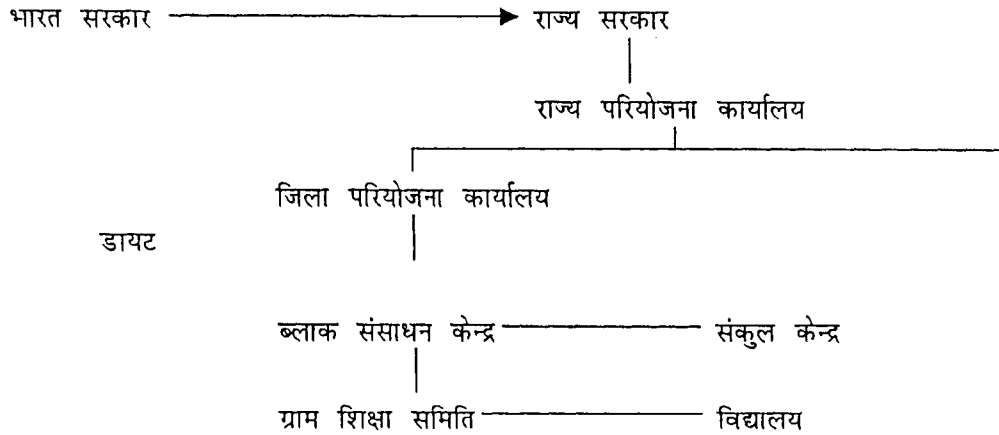 भारत सरकार राज्य सरकार
राज्य परियोजना कार्यालय
जिला परियोजना कार्यालय
डायट
ब्लाक संसाधन केन्द्र संकुल केन्द्र
ग्राम शिक्षा समिति विद्यालय